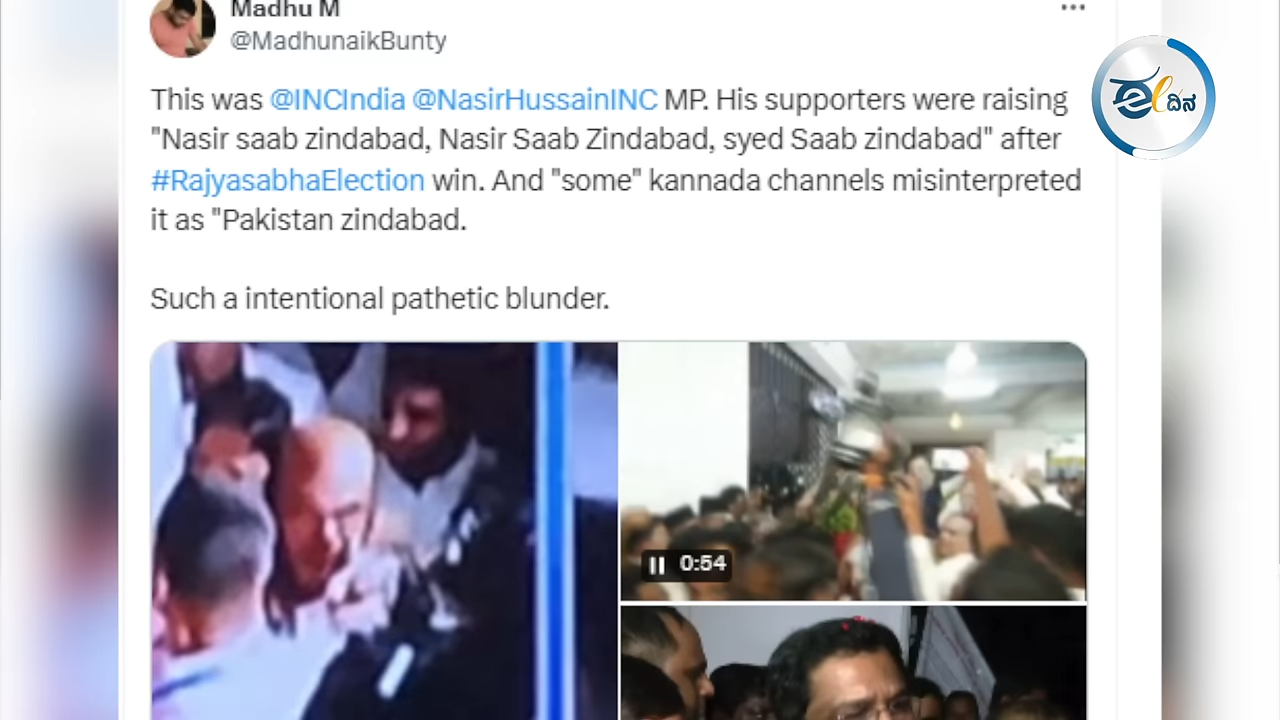 Madhu M
@MadhunaikBunty
This was @INCIndia @NasirHussainINC MP. His supporters were raising
"Nasir saab zindabad, Nasir Saab Zindabad, syed Saab zindabad" after
#RajyasabhaElection win. And "some" kannada channels misinterpreted
it as "Pakistan zindabad.
Such a intentional pathetic blunder.
0:54
ಈದಿನ